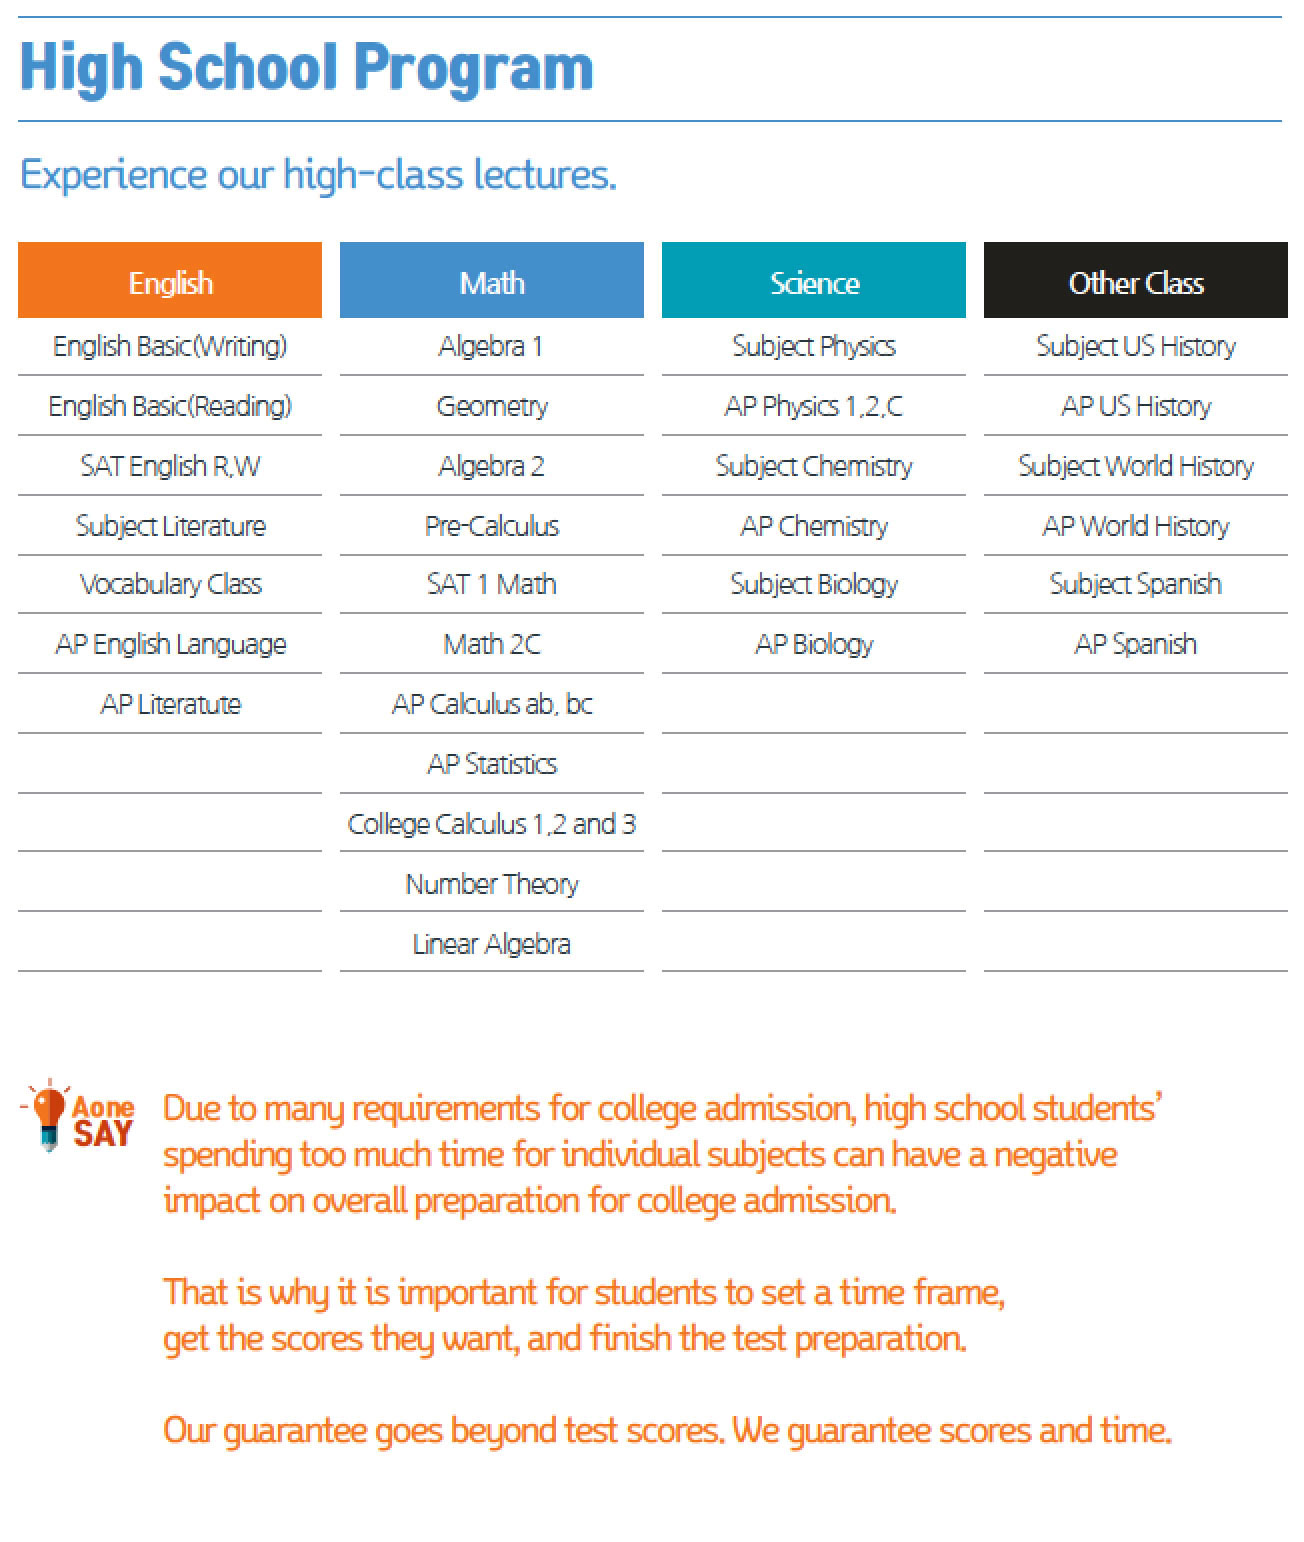 High School Program
Experience our high-class lectures.
English Math Science Other Class
English Basic(Writing) Algebra 1 Subject Physics Subject US History
English Basic(Reading) Geometry AP Physics 1,2,C AP US History
SAT English R,W Algebra 2 Subject Chemistry Subject World History
Subject Literature Pre-Calculus AP Chemistry AP World History
Vocabulary Class SAT 1 Math Subject Biology Subject Spanish
AP English Language Math 2C AP Biology AP Spanish
AP Literatute AP Calculus ab, bc
AP Statistics
College Calculus 1,2 and 3
Number Theory
Linear Algebra
Aone
SAY
Due to many requirements for college admission, high school students’
spending too much time for individual subjects can have a negative
impact on overall preparation for college admission.
That is why it is important for students to set a time frame,
get the scores they want, and finish the test preparation.
Our guarantee goes beyond test scores. We guarantee scores and time.